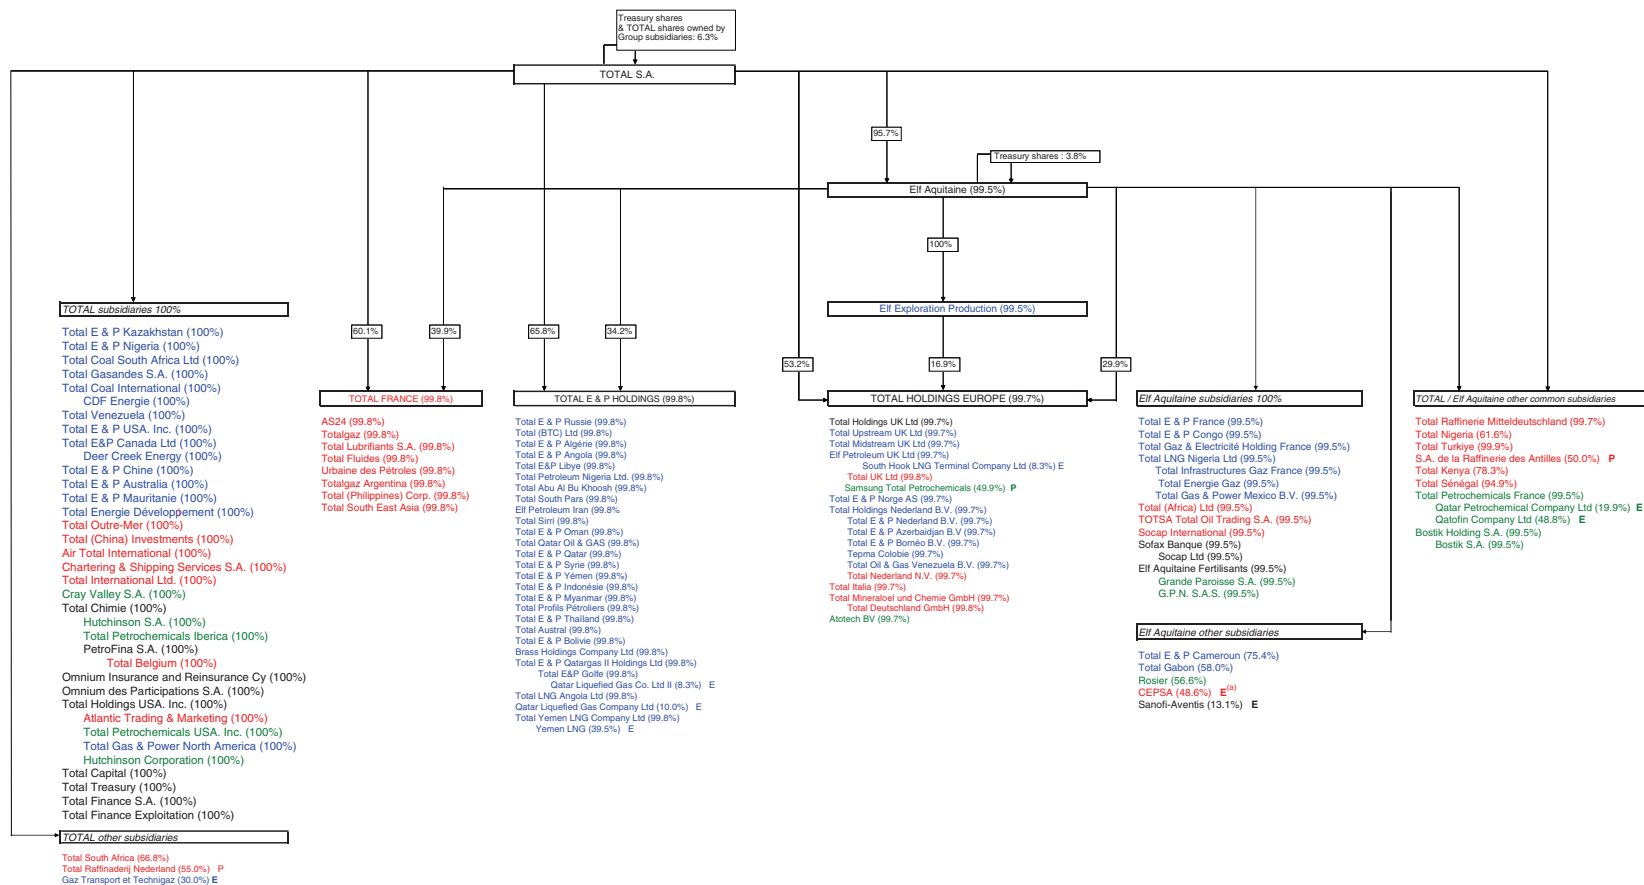 Treasury shares
& TOTAL shares owned by
Group subsidiaries: 6.3%
TOTAL S.A.
95.7%
Treasury shares : 3.8%
Elf Aquitaine (99.5%)
100%
Elf Exploration Production (99.5%)
60.1%
39.9%
65.8%
34.2%
53.2%
16.9%
29.9%
TOTAL subsidiaries 100%
Total E & P Kazakhstan (100%)
Total E & P Nigeria (100%)
Total Coal South Africa Ltd (100%)
Total Gasandes S.A. (100%)
Total Coal International (100%)
CDF Energie (100%)
Total Venezuela (100%)
Total E & P USA. Inc. (100%)
Total E&P Canada Ltd (100%)
Deer Creek Energy (100%)
Total E & P Chine (100%)
Total E & P Australia (100%)
Total E & P Mauritanie (100%)
Total Energie Développement (100%)
Total Outre-Mer (100%)
Total (China) Investments (100%)
Air Total International (100%)
Chartering & Shipping Services S.A. (100%)
Total International Ltd. (100%)
Cray Valley S.A. (100%)
Total Chimie (100%)
Hutchinson S.A. (100%)
Total Petrochemicals Iberica (100%)
PetroFina S.A. (100%)
Total Belgium (100%)
Omnium Insurance and Reinsurance Cy (100%)
Omnium des Participations S.A. (100%)
Total Holdings USA. Inc. (100%)
Atlantic Trading & Marketing (100%)
Total Petrochemicals USA. Inc. (100%)
Total Gas & Power North America (100%)
Hutchinson Corporation (100%)
Total Capital (100%)
Total Treasury (100%)
Total Finance S.A. (100%)
Total Finance Exploitation (100%)
TOTAL other subsidiaries
Total South Africa (66.8%)
Total Raffinaderij Nederland (55.0%) P
Gaz Transport et Technigaz (30.0%) E
TOTAL FRANCE (99.8%)
AS24 (99.8%)
Totalgaz (99.8%)
Total Lubrifiants S.A. (99.8%)
Total Fluides (99.8%)
Urbaine des Pétroles (99.8%)
Totalgaz Argentina (99.8%)
Total (Philippines) Corp. (99.8%)
Total South East Asia (99.8%)
TOTAL E & P HOLDINGS (99.8%)
Total E & P Russie (99.8%)
Total (BTC) Ltd (99.8%)
Total E & P Algérie (99.8%)
Total E & P Angola (99.8%)
Total E&P Libye (99.8%)
Total Petroleum Nigeria Ltd. (99.8%)
Total Abu Al Bu Khoosh (99.8%)
Total South Pars (99.8%)
Elf Petroleum Iran (99.8%
Total Sirri (99.8%)
Total E & P Oman (99.8%)
Total Qatar Oil & GAS (99.8%)
Total E & P Qatar (99.8%)
Total E & P Syrie (99.8%)
Total E & P Yémen (99.8%)
Total E & P Indonésie (99.8%)
Total E & P Myanmar (99.8%)
Total Profils Pétroliers (99.8%)
Total E & P Thaïland (99.8%)
Total Austral (99.8%)
Total E & P Bolivie (99.8%)
Brass Holdings Company Ltd (99.8%)
Total E & P Qatargas II Holdings Ltd (99.8%)
Total E&P Golfe (99.8%)
Qatar Liquefied Gas Co. Ltd II (8.3%) E
Total LNG Angola Ltd (99.8%)
Qatar Liquefied Gas Company Ltd (10.0%) E
Total Yemen LNG Company Ltd (99.8%)
Yemen LNG (39.5%) E
TOTAL HOLDINGS EUROPE (99.7%)
Total Holdings UK Ltd (99.7%)
Total Upstream UK Ltd (99.7%)
Total Midstream UK Ltd (99.7%)
Elf Petroleum UK Ltd (99.7%)
South Hook LNG Terminal Company Ltd (8.3%) E
Total UK Ltd (99.8%)
Samsung Total Petrochemicals (49.9%) P
Total E & P Norge AS (99.7%)
Total Holdings Nederland B.V. (99.7%)
Total E & P Nederland B.V. (99.7%)
Total E & P Azerbaidjan B.V (99.7%)
Total E & P Bornéo B.V. (99.7%)
Tepma Colobie (99.7%)
Total Oil & Gas Venezuela B.V. (99.7%)
Total Nederland N.V. (99.7%)
Total Italia (99.7%)
Total Mineraloel und Chemie GmbH (99.7%)
Total Deutschland GmbH (99.8%)
Atotech BV (99.7%)
Elf Aquitaine subsidiaries 100%
Total E & P France (99.5%)
Total E & P Congo (99.5%)
Total Gaz & Electricité Holding France (99.5%)
Total LNG Nigeria Ltd (99.5%)
Total Infrastructures Gaz France (99.5%)
Total Energie Gaz (99.5%)
Total Gas & Power Mexico B.V. (99.5%)
Total (Africa) Ltd (99.5%)
TOTSA Total Oil Trading S.A. (99.5%)
Socap International (99.5%)
Sofax Banque (99.5%)
Socap Ltd (99.5%)
Elf Aquitaine Fertilisants (99.5%)
Grande Paroisse S.A. (99.5%)
G.P.N. S.A.S. (99.5%)
Elf Aquitaine other subsidiaries
Total E & P Cameroun (75.4%)
Total Gabon (58.0%)
Rosier (56.6%)
CEPSA (48.6%) E(a)
Sanofi-Aventis (13.1%) E
TOTAL / Elf Aquitaine other common subsidiaries
Total Raffinerie Mitteldeutschland (99.7%)
Total Nigeria (61.6%)
Total Turkiye (99.9%)
S.A. de la Raffinerie des Antilles (50.0%) P
Total Kenya (78.3%)
Total Sénégal (94.9%)
Total Petrochemicals France (99.5%)
Qatar Petrochemical Company Ltd (19.9%) E
Qatofin Company Ltd (48.8%) E
Bostik Holding S.A. (99.5%)
Bostik S.A. (99.5%)